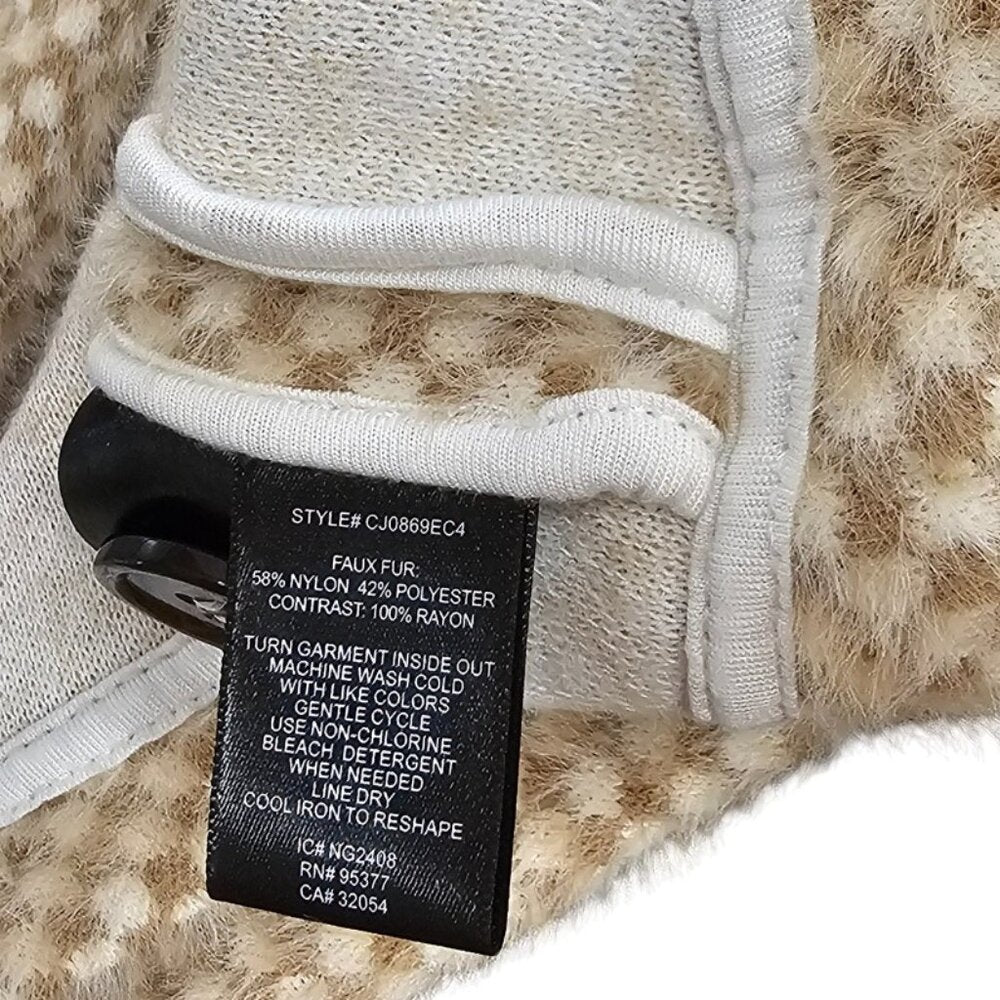 STYLE# CJ0869EC4
FAUX FUR:
58% NYLON 42% POLYESTER
CONTRAST: 100% RAYON
TURN GARMENT INSIDE OUT
MACHINE WASH COLD
WITH LIKE COLORS
GENTLE CYCLE
USE NON-CHLORINE
BLEACH DETERGENT
WHEN NEEDED
LINE DRY
COOL IRON TO RESHAPE
IC# NG2408
RN# 95377
CA# 32054